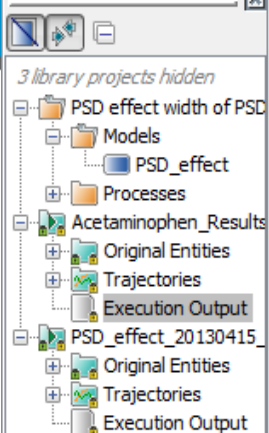 3 library projects hidden
PSD effect width of PSD
Models
PSD_effect
Processes
Acetaminophen_Results
Original Entities
Trajectories
Execution Output
PSD_effect_20130415_
Original Entities
Trajectories
Execution Output